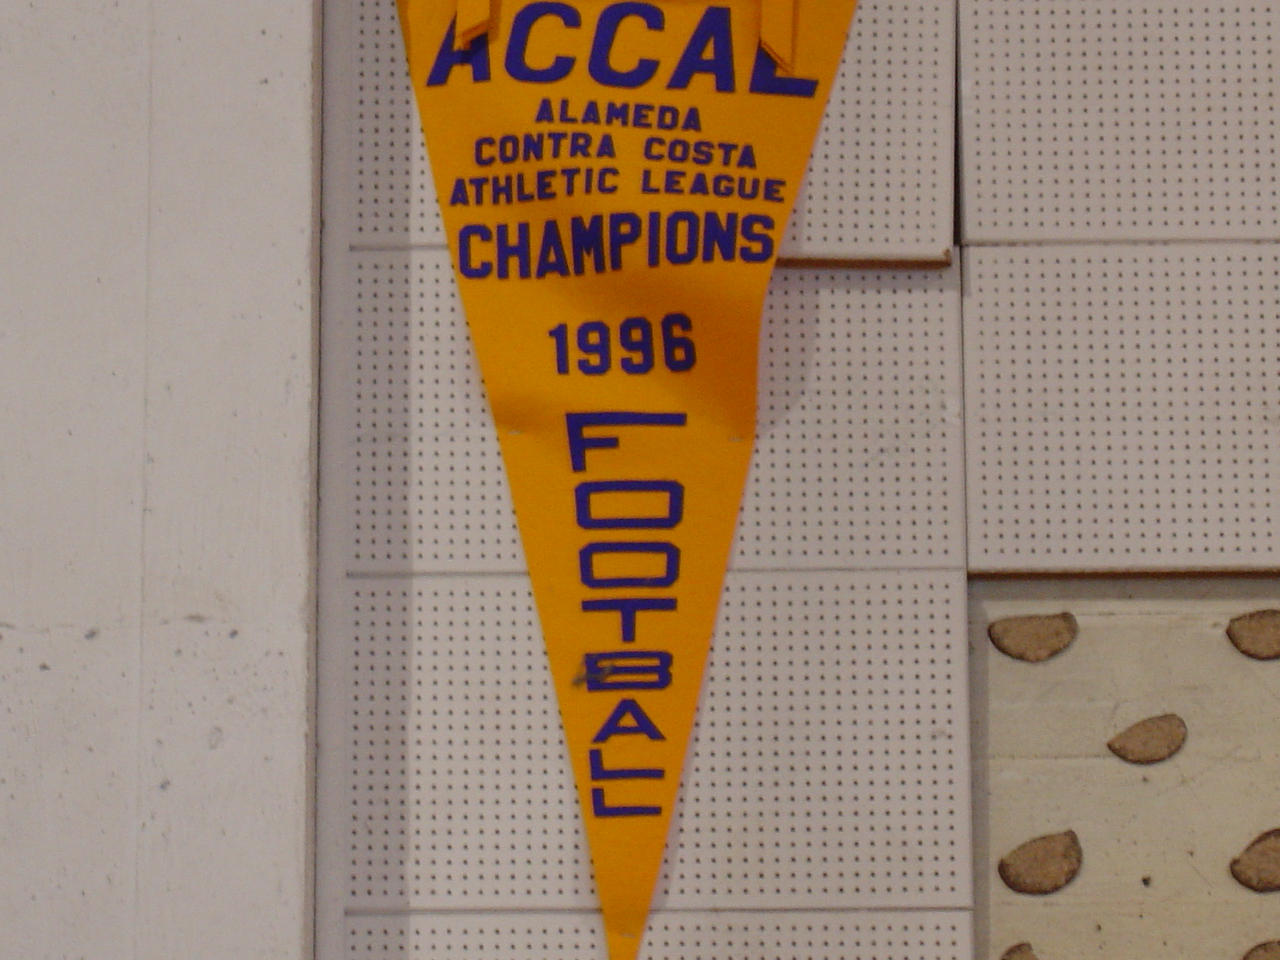 ACCAL
ALAMEDA
CONTRA COSTA
ATHLETIC LEAGUE
CHAMPIONS
1996
FOOTBALL